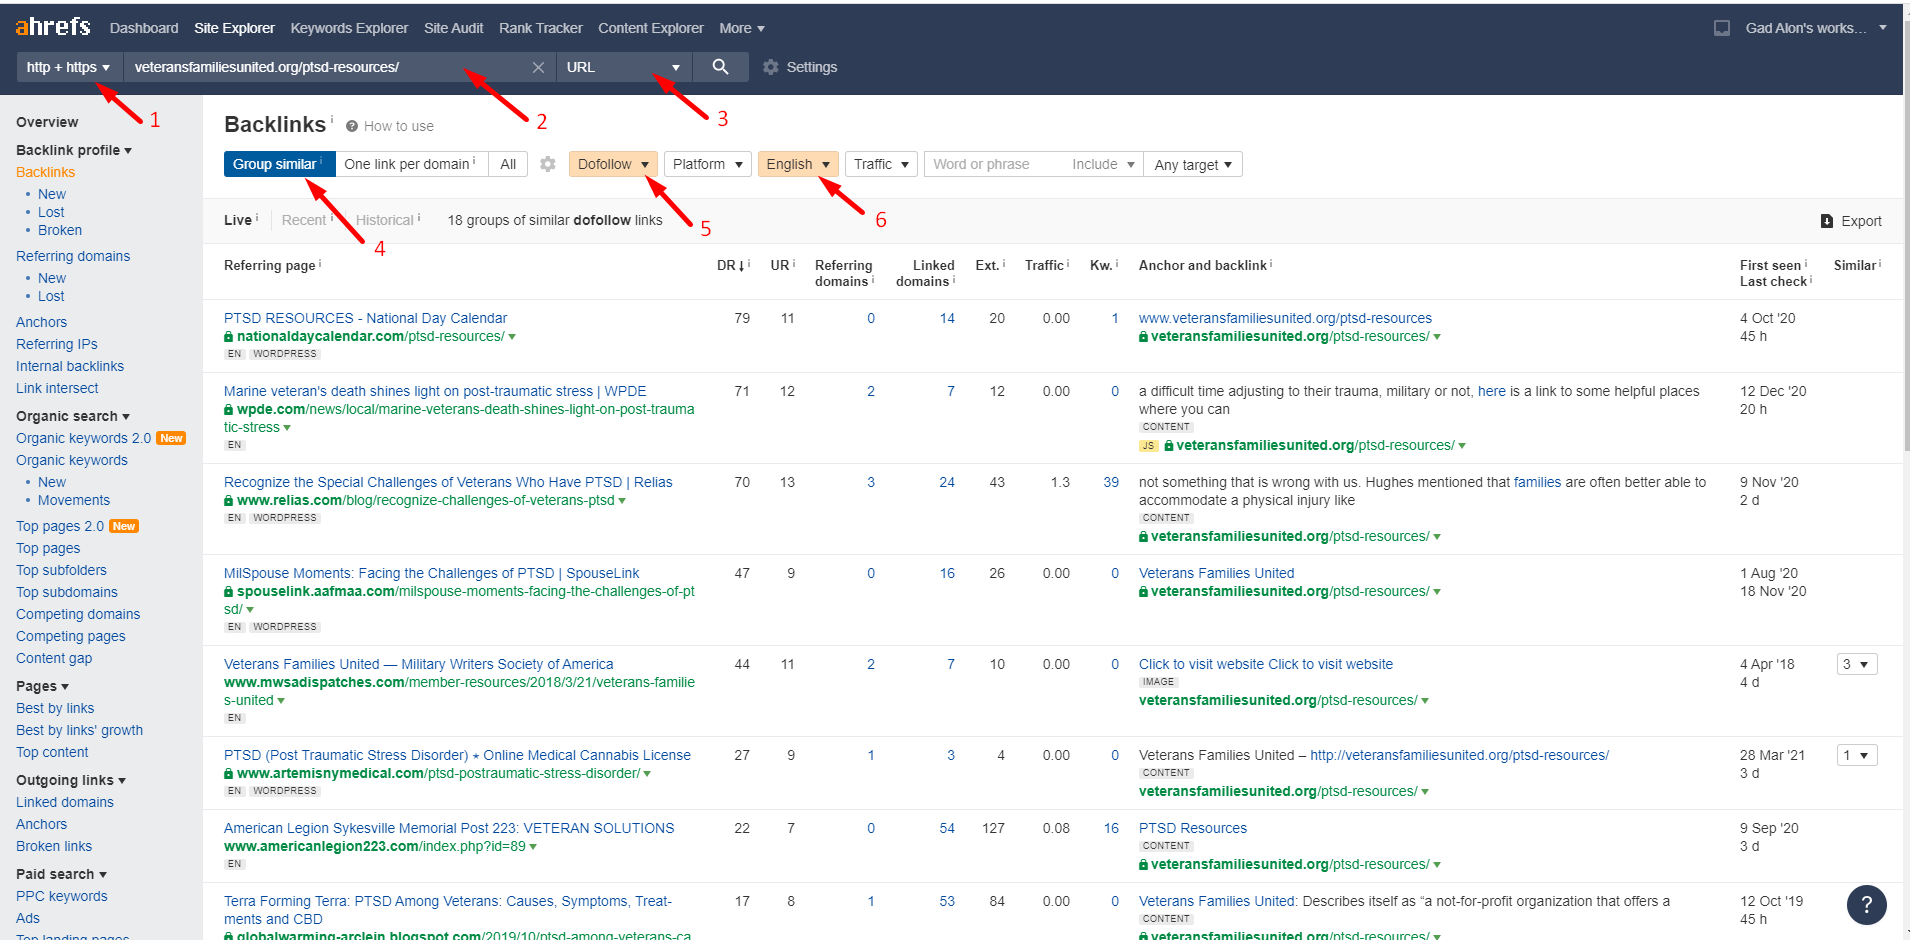 ahrefs Dashboard Site Explorer Keywords Explorer Site Audit Rank Tracker Content Explorer More Gad Alon's works...
http + https veteransfamiliesunited.org/ptsd-resources/ URL Settings
1 2 3
Overview
Backlink profile
Backlinks
New
Lost
Broken
Referring domains
New
Lost
Anchors
Referring IPs
Internal backlinks
Link intersect
Organic search
Organic keywords 2.0 New
Organic keywords
New
Movements
Top pages 2.0 New
Top pages
Top subfolders
Top subdomains
Competing domains
Competing pages
Content gap
Pages
Best by links
Best by links' growth
Top content
Outgoing links
Linked domains
Anchors
Broken links
Paid search
PPC keywords
Ads
Top landing pages
Backlinks i ? How to use
Group similar i One link per domain i All Dofollow Platform English Traffic Word or phrase Include Any target
4 5 6
Live i Recent i Historical i 18 groups of similar dofollow links Export
Referring page i DR ↓ i UR i Referring domains i Linked domains i Ext. i Traffic i Kw. i Anchor and backlink i First seen i Last check i Similar i
PTSD RESOURCES - National Day Calendar 79 11 0 14 20 0.00 1 www.veteransfamiliesunited.org/ptsd-resources 4 Oct '20
nationaldaycalendar.com/ptsd-resources/ veteransfamiliesunited.org/ptsd-resources/ 45 h
EN WORDPRESS
Marine veteran's death shines light on post-traumatic stress | WPDE 71 12 2 7 12 0.00 0 a difficult time adjusting to their trauma, military or not, here is a link to some helpful places 12 Dec '20
wpde.com/news/local/marine-veterans-death-shines-light-on-post-trauma where you can 20 h
tic-stress CONTENT
EN JS veteransfamiliesunited.org/ptsd-resources/
Recognize the Special Challenges of Veterans Who Have PTSD | Relias 70 13 3 24 43 1.3 39 not something that is wrong with us. Hughes mentioned that families are often better able to 9 Nov '20
www.relias.com/blog/recognize-challenges-of-veterans-ptsd accommodate a physical injury like 2 d
EN WORDPRESS CONTENT
veteransfamiliesunited.org/ptsd-resources/
MilSpouse Moments: Facing the Challenges of PTSD | SpouseLink 47 9 0 16 26 0.00 0 Veterans Families United 1 Aug '20
spouselink.aafmaa.com/milspouse-moments-facing-the-challenges-of-pt veteransfamiliesunited.org/ptsd-resources/ 18 Nov '20
sd/
EN WORDPRESS
Veterans Families United — Military Writers Society of America 44 11 2 7 10 0.00 0 Click to visit website Click to visit website 4 Apr '18 3
www.mwsadispatches.com/member-resources/2018/3/21/veterans-familie IMAGE 4 d
s-united veteransfamiliesunited.org/ptsd-resources/
EN
PTSD (Post Traumatic Stress Disorder) ⋆ Online Medical Cannabis License 27 9 1 3 4 0.00 0 Veterans Families United – http://veteransfamiliesunited.org/ptsd-resources/ 28 Mar '21 1
www.artemisnymedical.com/ptsd-postraumatic-stress-disorder/ CONTENT 3 d
EN WORDPRESS veteransfamiliesunited.org/ptsd-resources/
American Legion Sykesville Memorial Post 223: VETERAN SOLUTIONS 22 7 0 54 127 0.08 16 PTSD Resources 9 Sep '20
www.americanlegion223.com/index.php?id=89 CONTENT 3 d
EN veteransfamiliesunited.org/ptsd-resources/
Terra Forming Terra: PTSD Among Veterans: Causes, Symptoms, Treat- 17 8 1 53 84 0.00 0 Veterans Families United: Describes itself as “a not-for-profit organization that offers a 12 Oct '19
ments and CBD CONTENT 45 h
globalwarming-arclein.blogspot.com/2019/10/ptsd-among-veterans-ca veteransfamiliesunited.org/ptsd-resources/
?